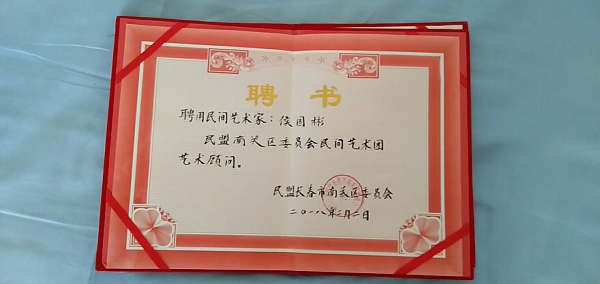 聘书
聘用民间艺术家：侯国彬
民盟南关区委员会民间艺术团
艺术顾问。
民盟长春市南关区委员会
二〇一八年二月二日